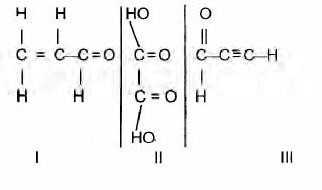 H H HO O
C = C–C=O C=O C–C≡C–H
H H C = O H
HO
I II III